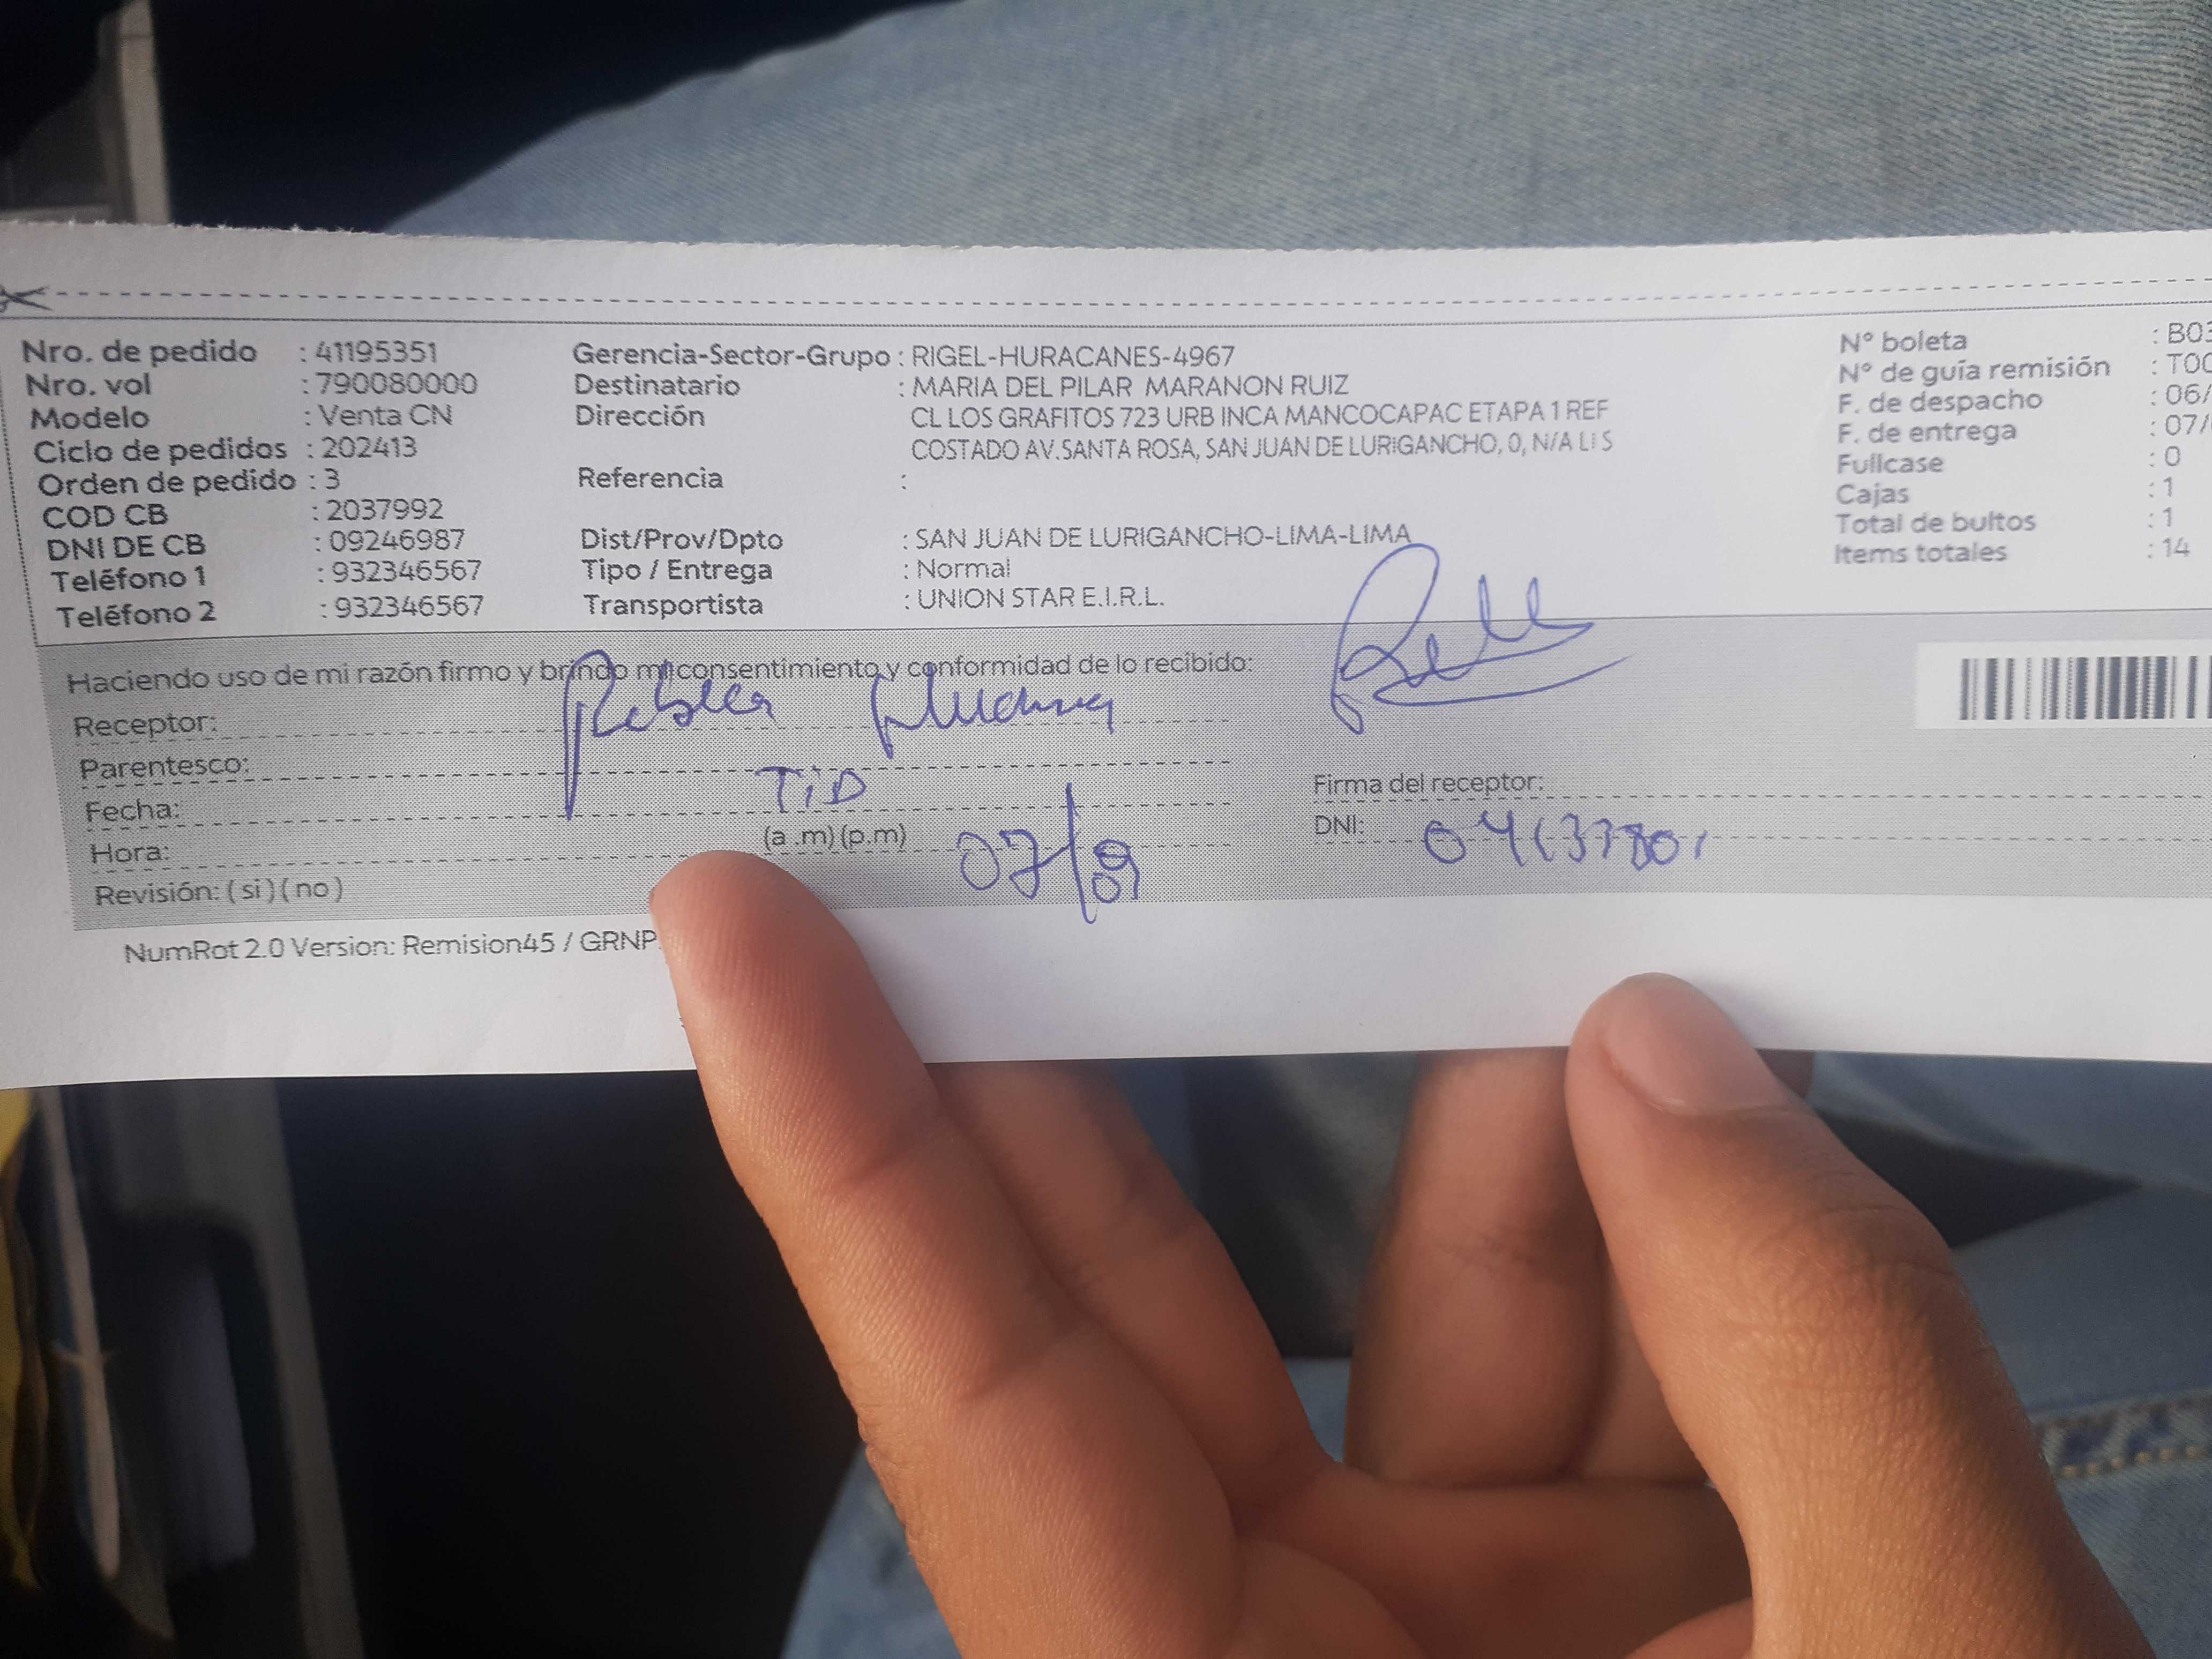 Nro. de pedido : 41195351
Nro. vol : 790080000
Modelo : Venta CN
Ciclo de pedidos : 202413
Orden de pedido : 3
COD CB : 2037992
DNI DE CB : 09246987
Teléfono 1 : 932346567
Teléfono 2 : 932346567
Gerencia-Sector-Grupo : RIGEL-HURACANES-4967
Destinatario : MARIA DEL PILAR MARANON RUIZ
Dirección CL LOS GRAFITOS 723 URB INCA MANCOCAPAC ETAPA 1 REF
COSTADO AV.SANTA ROSA, SAN JUAN DE LURIGANCHO, 0, N/A
Referencia :
Dist/Prov/Dpto : SAN JUAN DE LURIGANCHO-LIMA-LIMA
Tipo / Entrega : Normal
Transportista : UNION STAR E.I.R.L.
N° boleta : B03
N° de guía remisión : T00
F. de despacho : 06/
F. de entrega : 07/
Fullcase : 0
Cajas : 1
Total de bultos : 1
Items totales : 14
Haciendo uso de mi razón firmo y brindo mi consentimiento y conformidad de lo recibido:
Receptor: Rebeca
Parentesco:
Fecha: TiD
Hora: (a .m) (p.m) 07/09
Revisión: ( si ) ( no )
Firma del receptor:
DNI:
NumRot 2.0 Version: Remision45 / GRNP